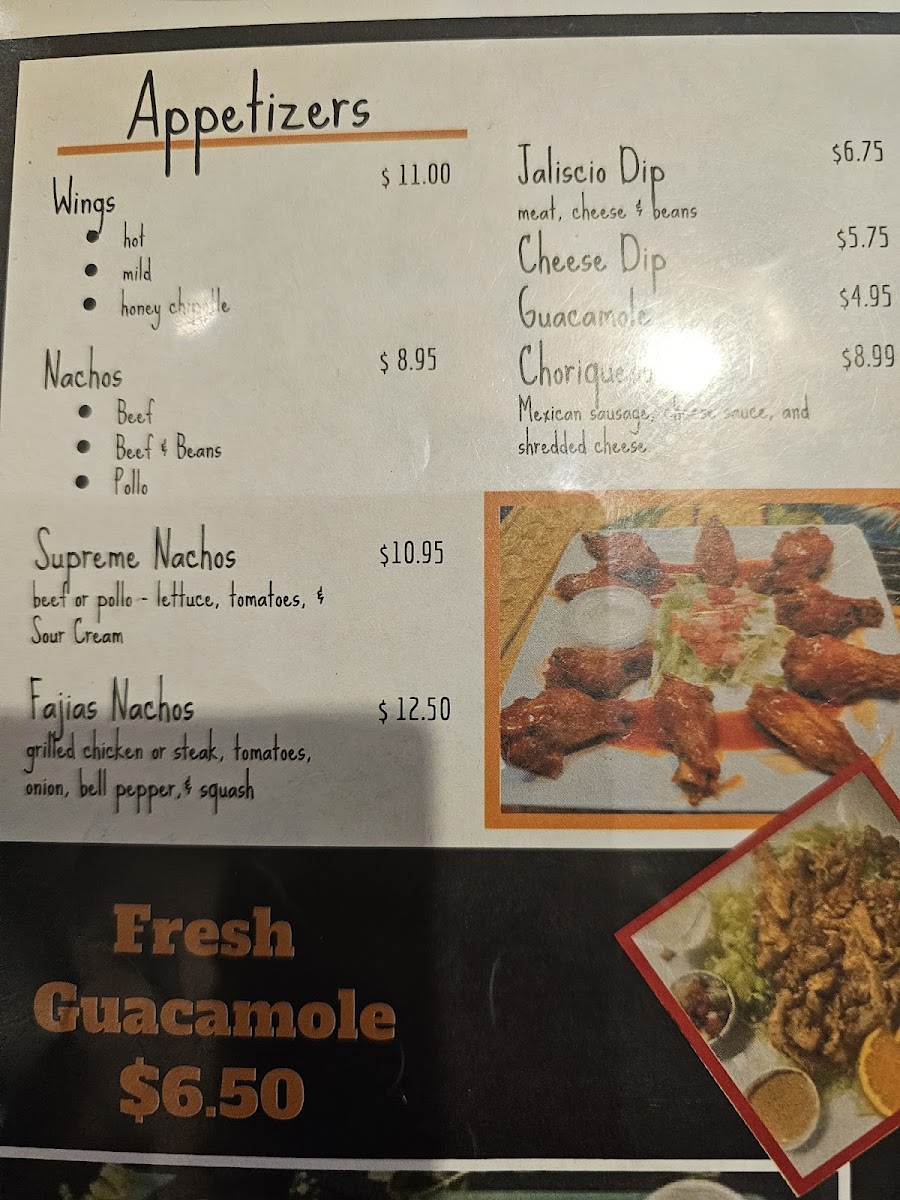 Appetizers
Wings $ 11.00
hot
mild
honey chipotle
Nachos $ 8.95
Beef
Beef & Beans
Pollo
Supreme Nachos $10.95
beef or pollo - lettuce, tomatoes, &
Sour Cream
Fajias Nachos $ 12.50
grilled chicken or steak, tomatoes,
onion, bell pepper, & squash
Jaliscio Dip $6.75
meat, cheese & beans
Cheese Dip $5.75
Guacamole $4.95
$8.99
Mexican sausage, cheese sauce, and
shredded cheese
Fresh
Guacamole
$6.50